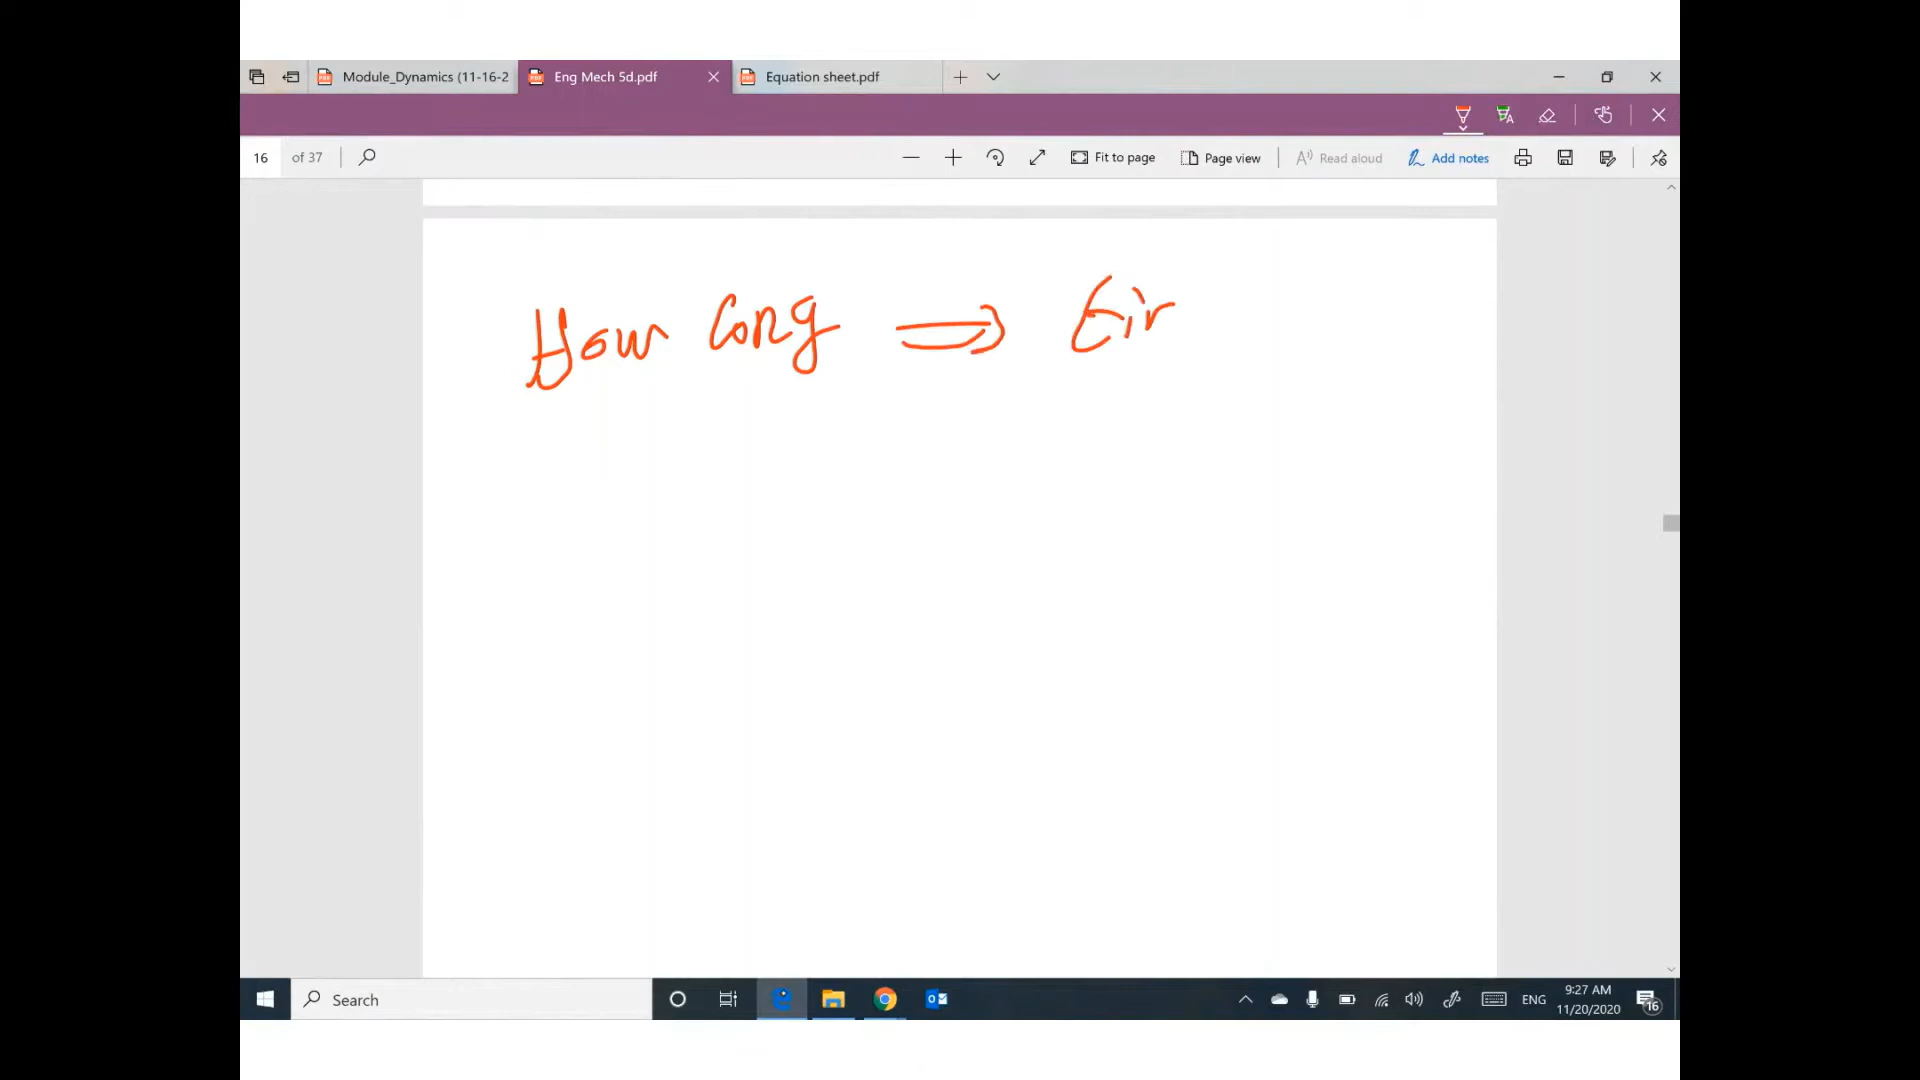 Module_Dynamics (11-16-2
Eng Mech 5d.pdf
Equation sheet.pdf
16 of 37
Fit to page
Page view
Read aloud
Add notes
How Long ⇒
Search
ENG
9:27 AM
11/20/2020
16